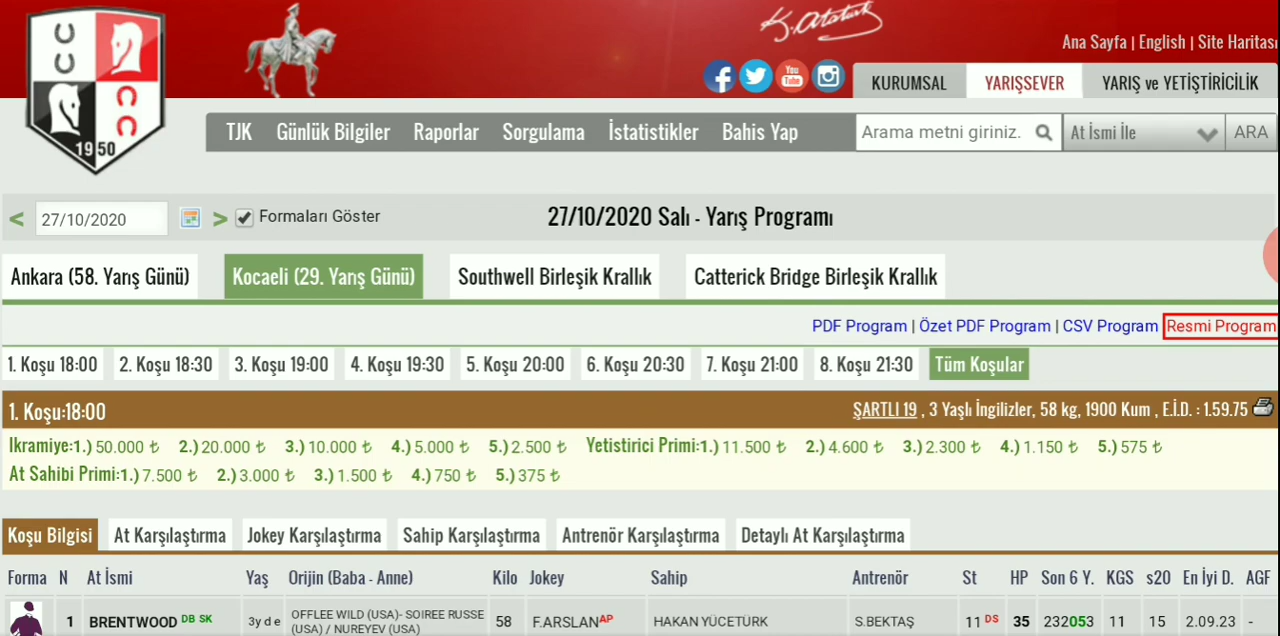 K. Atatürk
Ana Sayfa | English | Site Haritası
KURUMSAL YARIŞSEVER YARIŞ ve YETİŞTİRİCİLİK
TJK Günlük Bilgiler Raporlar Sorgulama İstatistikler Bahis Yap Arama metni giriniz. At İsmi İle ARA
1950
< 27/10/2020 > Formaları Göster 27/10/2020 Salı - Yarış Programı
Ankara (58. Yarış Günü) Kocaeli (29. Yarış Günü) Southwell Birleşik Krallık Catterick Bridge Birleşik Krallık
PDF Program | Özet PDF Program | CSV Program Resmi Program
1. Koşu 18:00 2. Koşu 18:30 3. Koşu 19:00 4. Koşu 19:30 5. Koşu 20:00 6. Koşu 20:30 7. Koşu 21:00 8. Koşu 21:30 Tüm Koşular
1. Koşu:18:00 ŞARTLI 19 , 3 Yaşlı İngilizler, 58 kg, 1900 Kum , E.İ.D. : 1.59.75
Ikramiye:1.) 50.000 ₺ 2.) 20.000 ₺ 3.) 10.000 ₺ 4.) 5.000 ₺ 5.) 2.500 ₺ Yetistirici Primi:1.) 11.500 ₺ 2.) 4.600 ₺ 3.) 2.300 ₺ 4.) 1.150 ₺ 5.) 575 ₺
At Sahibi Primi:1.) 7.500 ₺ 2.) 3.000 ₺ 3.) 1.500 ₺ 4.) 750 ₺ 5.) 375 ₺
Koşu Bilgisi At Karşılaştırma Jokey Karşılaştırma Sahip Karşılaştırma Antrenör Karşılaştırma Detaylı At Karşılaştırma
Forma N At İsmi Yaş Orijin (Baba - Anne) Kilo Jokey Sahip Antrenör St HP Son 6 Y. KGS s20 En İyi D. AGF
1 BRENTWOOD DB SK 3y d e OFFLEE WILD (USA)- SOIREE RUSSE (USA) / NUREYEV (USA) 58 F.ARSLAN AP HAKAN YÜCETÜRK S.BEKTAŞ 11 DS 35 232053 11 15 2.09.23 -